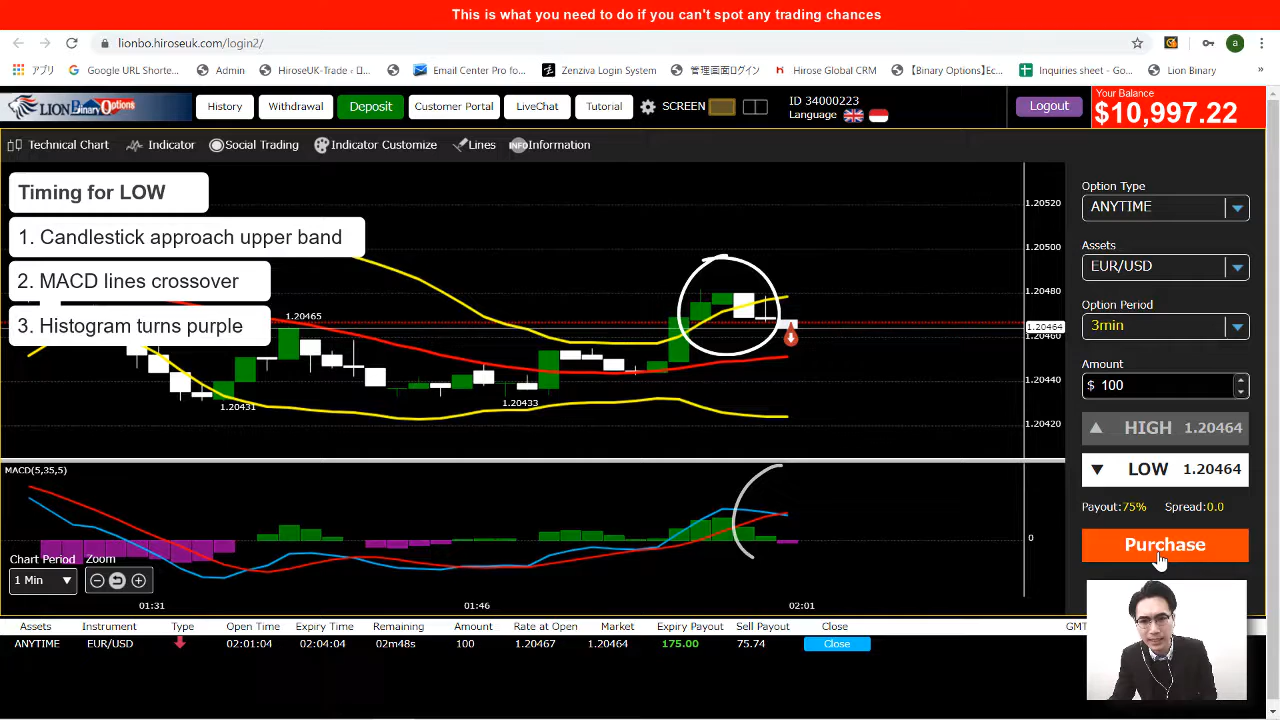 This is what you need to do if you can't spot any trading chances
lionbo.hiroseuk.com/login2/
a
アプリ Google URL Shorte... Admin HiroseUK-Trade ‹ ロ... Email Center Pro fo... Zenziva Login System 管理画面ログイン Hirose Global CRM 【Binary Options】Ec... Inquiries sheet - Go... Lion Binary »
LION Binary Options
History Withdrawal Deposit Customer Portal LiveChat Tutorial SCREEN
ID 34000223
Language
Logout
Your Balance
$10,997.22
Technical Chart Indicator Social Trading Indicator Customize Lines INFO Information
Timing for LOW
1. Candlestick approach upper band
2. MACD lines crossover
3. Histogram turns purple
1.20465
1.20431
1.20433
1.20520
1.20500
1.20480
1.20464
1.20460
1.20440
1.20420
Option Type
ANYTIME
Assets
EUR/USD
Option Period
3min
Amount
$ 100
HIGH 1.20464
LOW 1.20464
Payout:75% Spread:0.0
Purchase
MACD(5,35,5)
0
Chart Period Zoom
1 Min
01:31 01:46 02:01
Assets Instrument Type Open Time Expiry Time Remaining Amount Rate at Open Market Expiry Payout Sell Payout Close GMT
ANYTIME EUR/USD 02:01:04 02:04:04 02m48s 100 1.20467 1.20464 175.00 75.74 Close